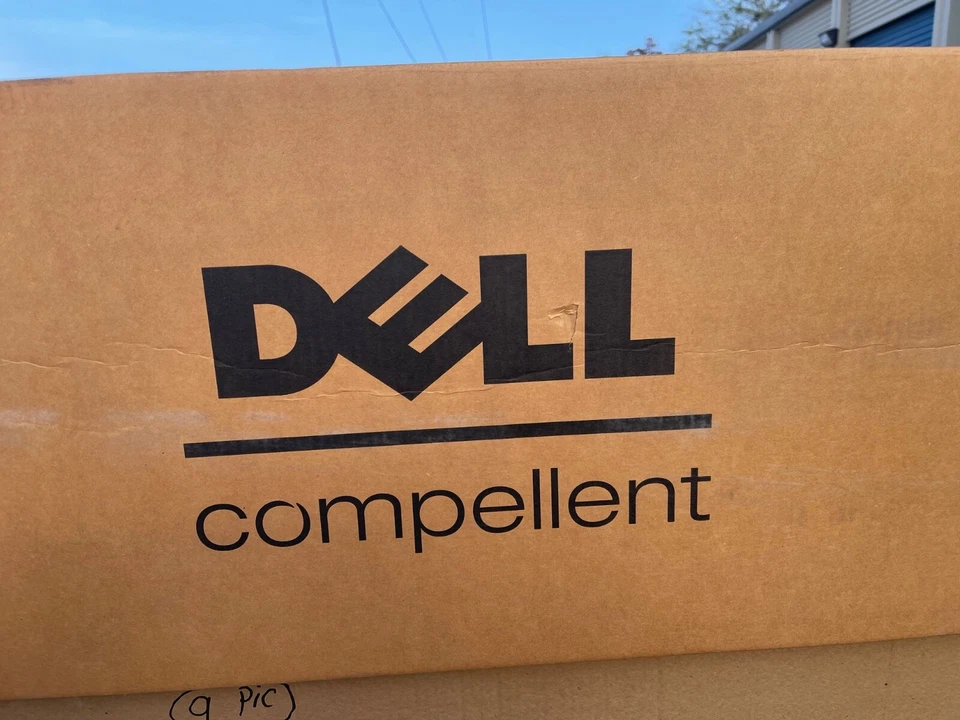 DELL
compellent
(9 Pic)